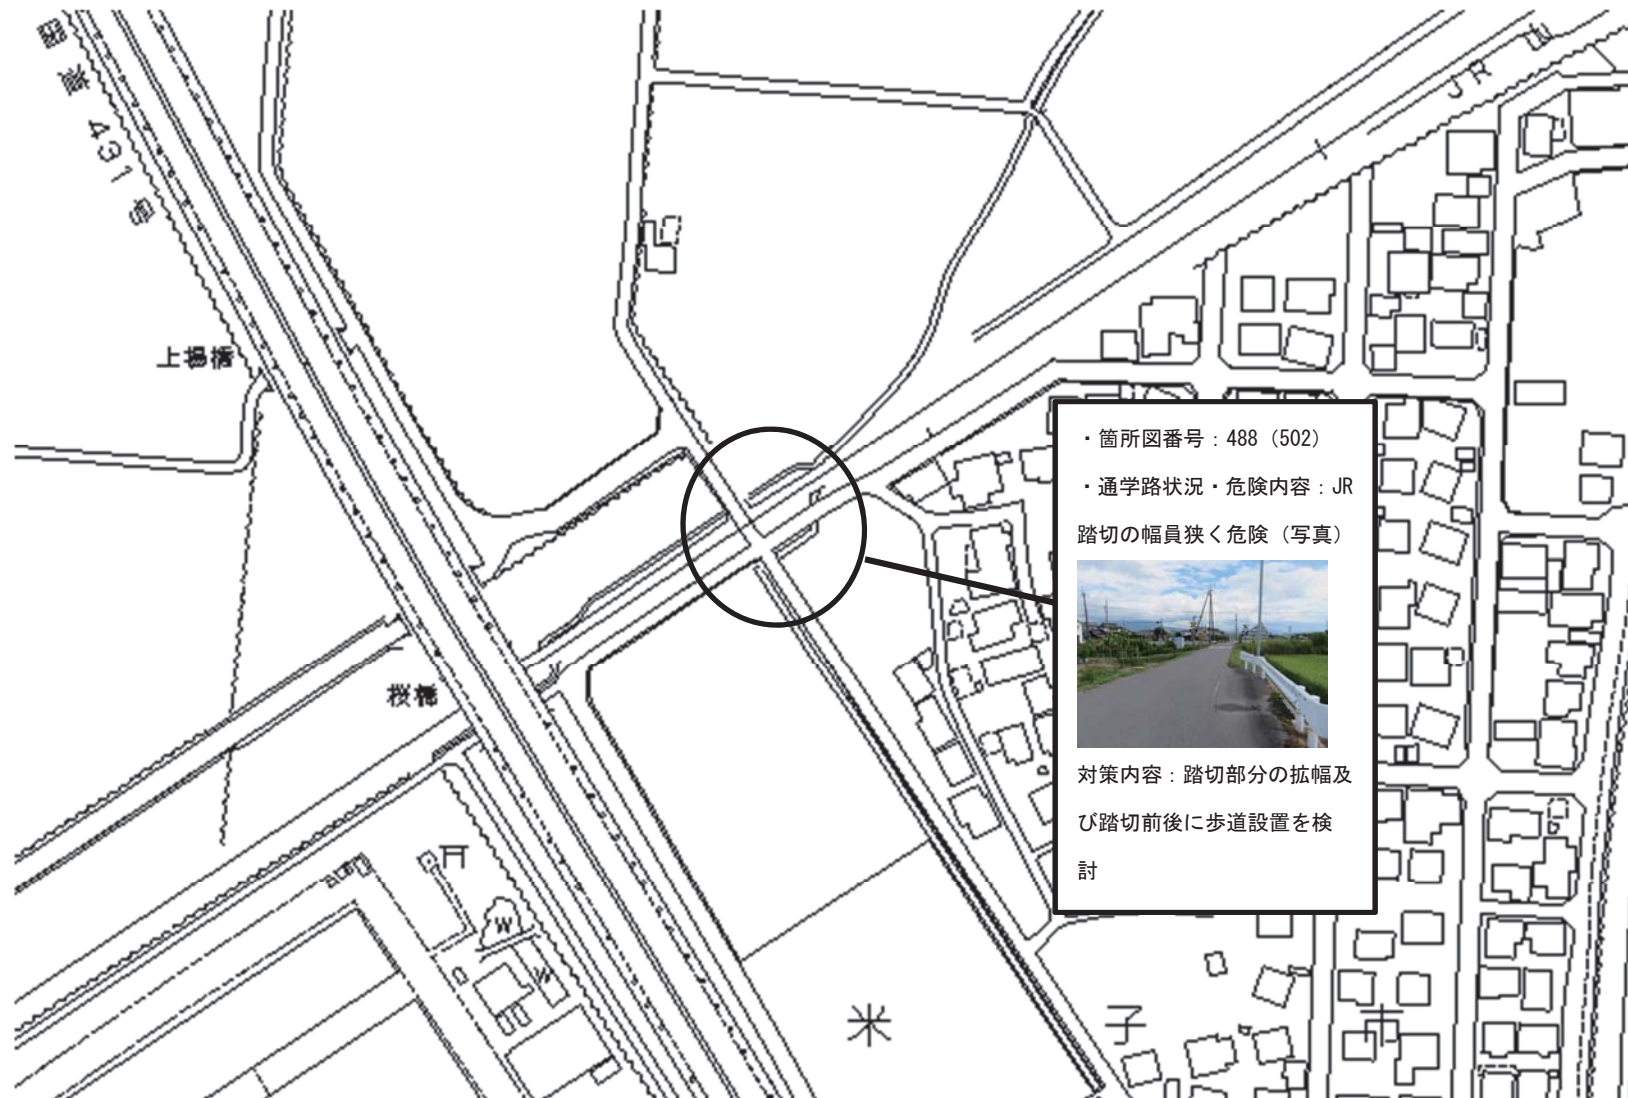 国道431号
JR
上揚橋
・箇所図番号：488（502）
・通学路状況・危険内容：JR
踏切の幅員狭く危険（写真）
対策内容：踏切部分の拡幅及
び踏切前後に歩道設置を検
討
桜橋
W
米子市